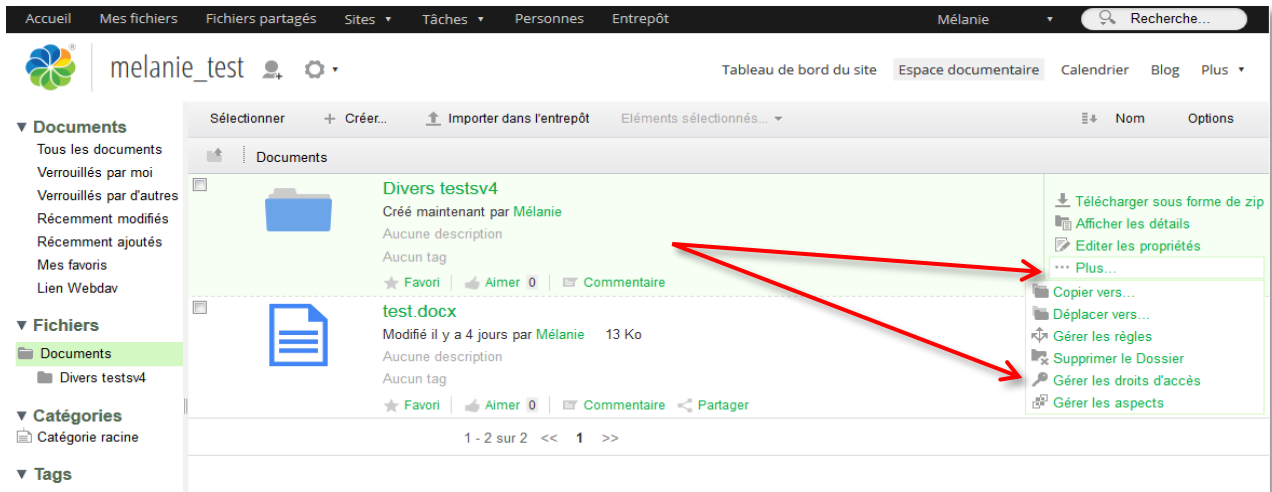 Accueil Mes fichiers Fichiers partagés Sites Tâches Personnes Entrepôt Mélanie Recherche...
melanie_test Tableau de bord du site Espace documentaire Calendrier Blog Plus
Documents
Tous les documents
Verrouillés par moi
Verrouillés par d'autres
Récemment modifiés
Récemment ajoutés
Mes favoris
Lien Webdav
Fichiers
Documents
Divers testsv4
Catégories
Catégorie racine
Tags
Sélectionner + Créer... Importer dans l'entrepôt Eléments sélectionnés... Nom Options
Documents
Divers testsv4
Créé maintenant par Mélanie
Aucune description
Aucun tag
Favori Aimer 0 Commentaire
Télécharger sous forme de zip
Afficher les détails
Editer les propriétés
Plus...
Copier vers...
Déplacer vers...
Gérer les règles
Supprimer le Dossier
Gérer les droits d'accès
Gérer les aspects
test.docx
Modifié il y a 4 jours par Mélanie 13 Ko
Aucune description
Aucun tag
Favori Aimer 0 Commentaire Partager
1 - 2 sur 2 << 1 >>